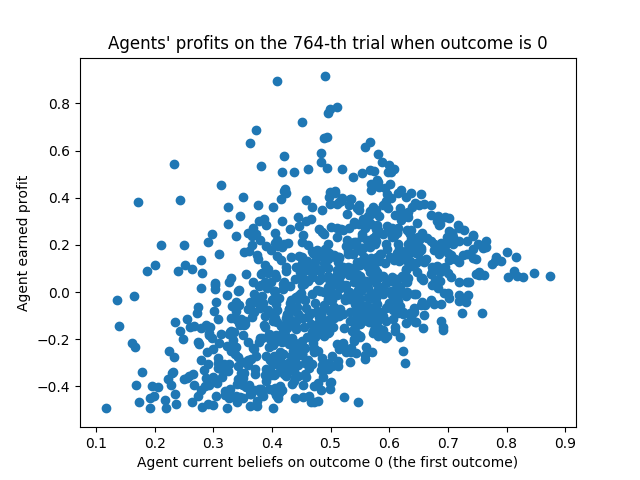 Agents' profits on the 764-th trial when outcome is 0
Agent earned profit
0.8
0.6
0.4
0.2
0.0
−0.2
−0.4
0.1 0.2 0.3 0.4 0.5 0.6 0.7 0.8 0.9
Agent current beliefs on outcome 0 (the first outcome)